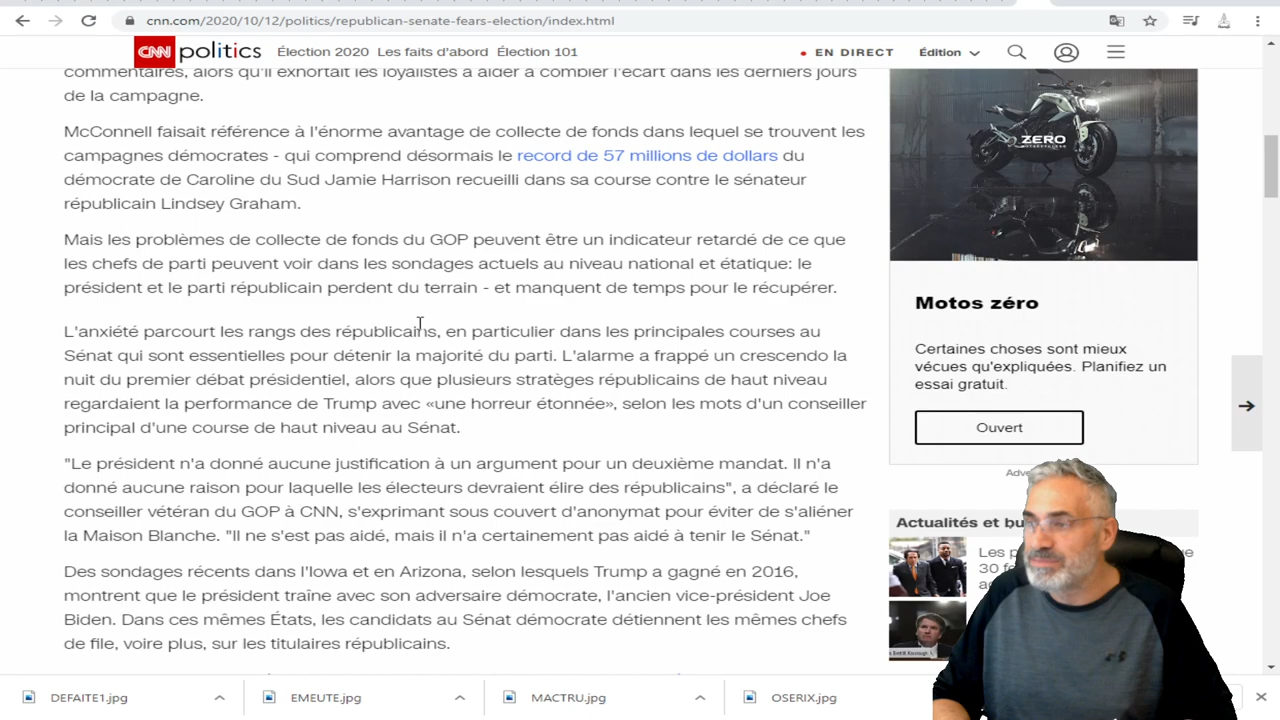 cnn.com/2020/10/12/politics/republican-senate-fears-election/index.html
CNN politics Élection 2020 Les faits d'abord Élection 101 EN DIRECT Édition
commentaires, alors qu'il exhortait les loyalistes à aider à combler l'écart dans les derniers jours
de la campagne.
McConnell faisait référence à l'énorme avantage de collecte de fonds dans lequel se trouvent les
campagnes démocrates - qui comprend désormais le record de 57 millions de dollars du
démocrate de Caroline du Sud Jamie Harrison recueilli dans sa course contre le sénateur
républicain Lindsey Graham.
Mais les problèmes de collecte de fonds du GOP peuvent être un indicateur retardé de ce que
les chefs de parti peuvent voir dans les sondages actuels au niveau national et étatique: le
président et le parti républicain perdent du terrain - et manquent de temps pour le récupérer.
L'anxiété parcourt les rangs des républicains, en particulier dans les principales courses au
Sénat qui sont essentielles pour détenir la majorité du parti. L'alarme a frappé un crescendo la
nuit du premier débat présidentiel, alors que plusieurs stratèges républicains de haut niveau
regardaient la performance de Trump avec «une horreur étonnée», selon les mots d'un conseiller
principal d'une course de haut niveau au Sénat.
"Le président n'a donné aucune justification à un argument pour un deuxième mandat. Il n'a
donné aucune raison pour laquelle les électeurs devraient élire des républicains", a déclaré le
conseiller vétéran du GOP à CNN, s'exprimant sous couvert d'anonymat pour éviter de s'aliéner
la Maison Blanche. "Il ne s'est pas aidé, mais il n'a certainement pas aidé à tenir le Sénat."
Des sondages récents dans l'Iowa et en Arizona, selon lesquels Trump a gagné en 2016,
montrent que le président traîne avec son adversaire démocrate, l'ancien vice-président Joe
Biden. Dans ces mêmes États, les candidats au Sénat démocrate détiennent les mêmes chefs
de file, voire plus, sur les titulaires républicains.
ZERO
Motos zéro
Certaines choses sont mieux
vécues qu'expliquées. Planifiez un
essai gratuit.
Ouvert
Actualités et
Les
30
DEFAITE1.jpg
EMEUTE.jpg
MACTRU.jpg
OSERIX.jpg